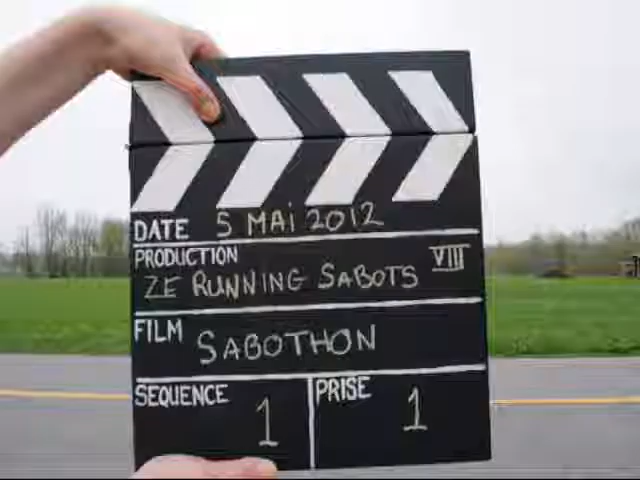 DATE 5 MAi 2012
PRODUCTION VIII
ZE RUNNING SABOTS
FILM SABOTHON
SEQUENCE 1 PRISE 1